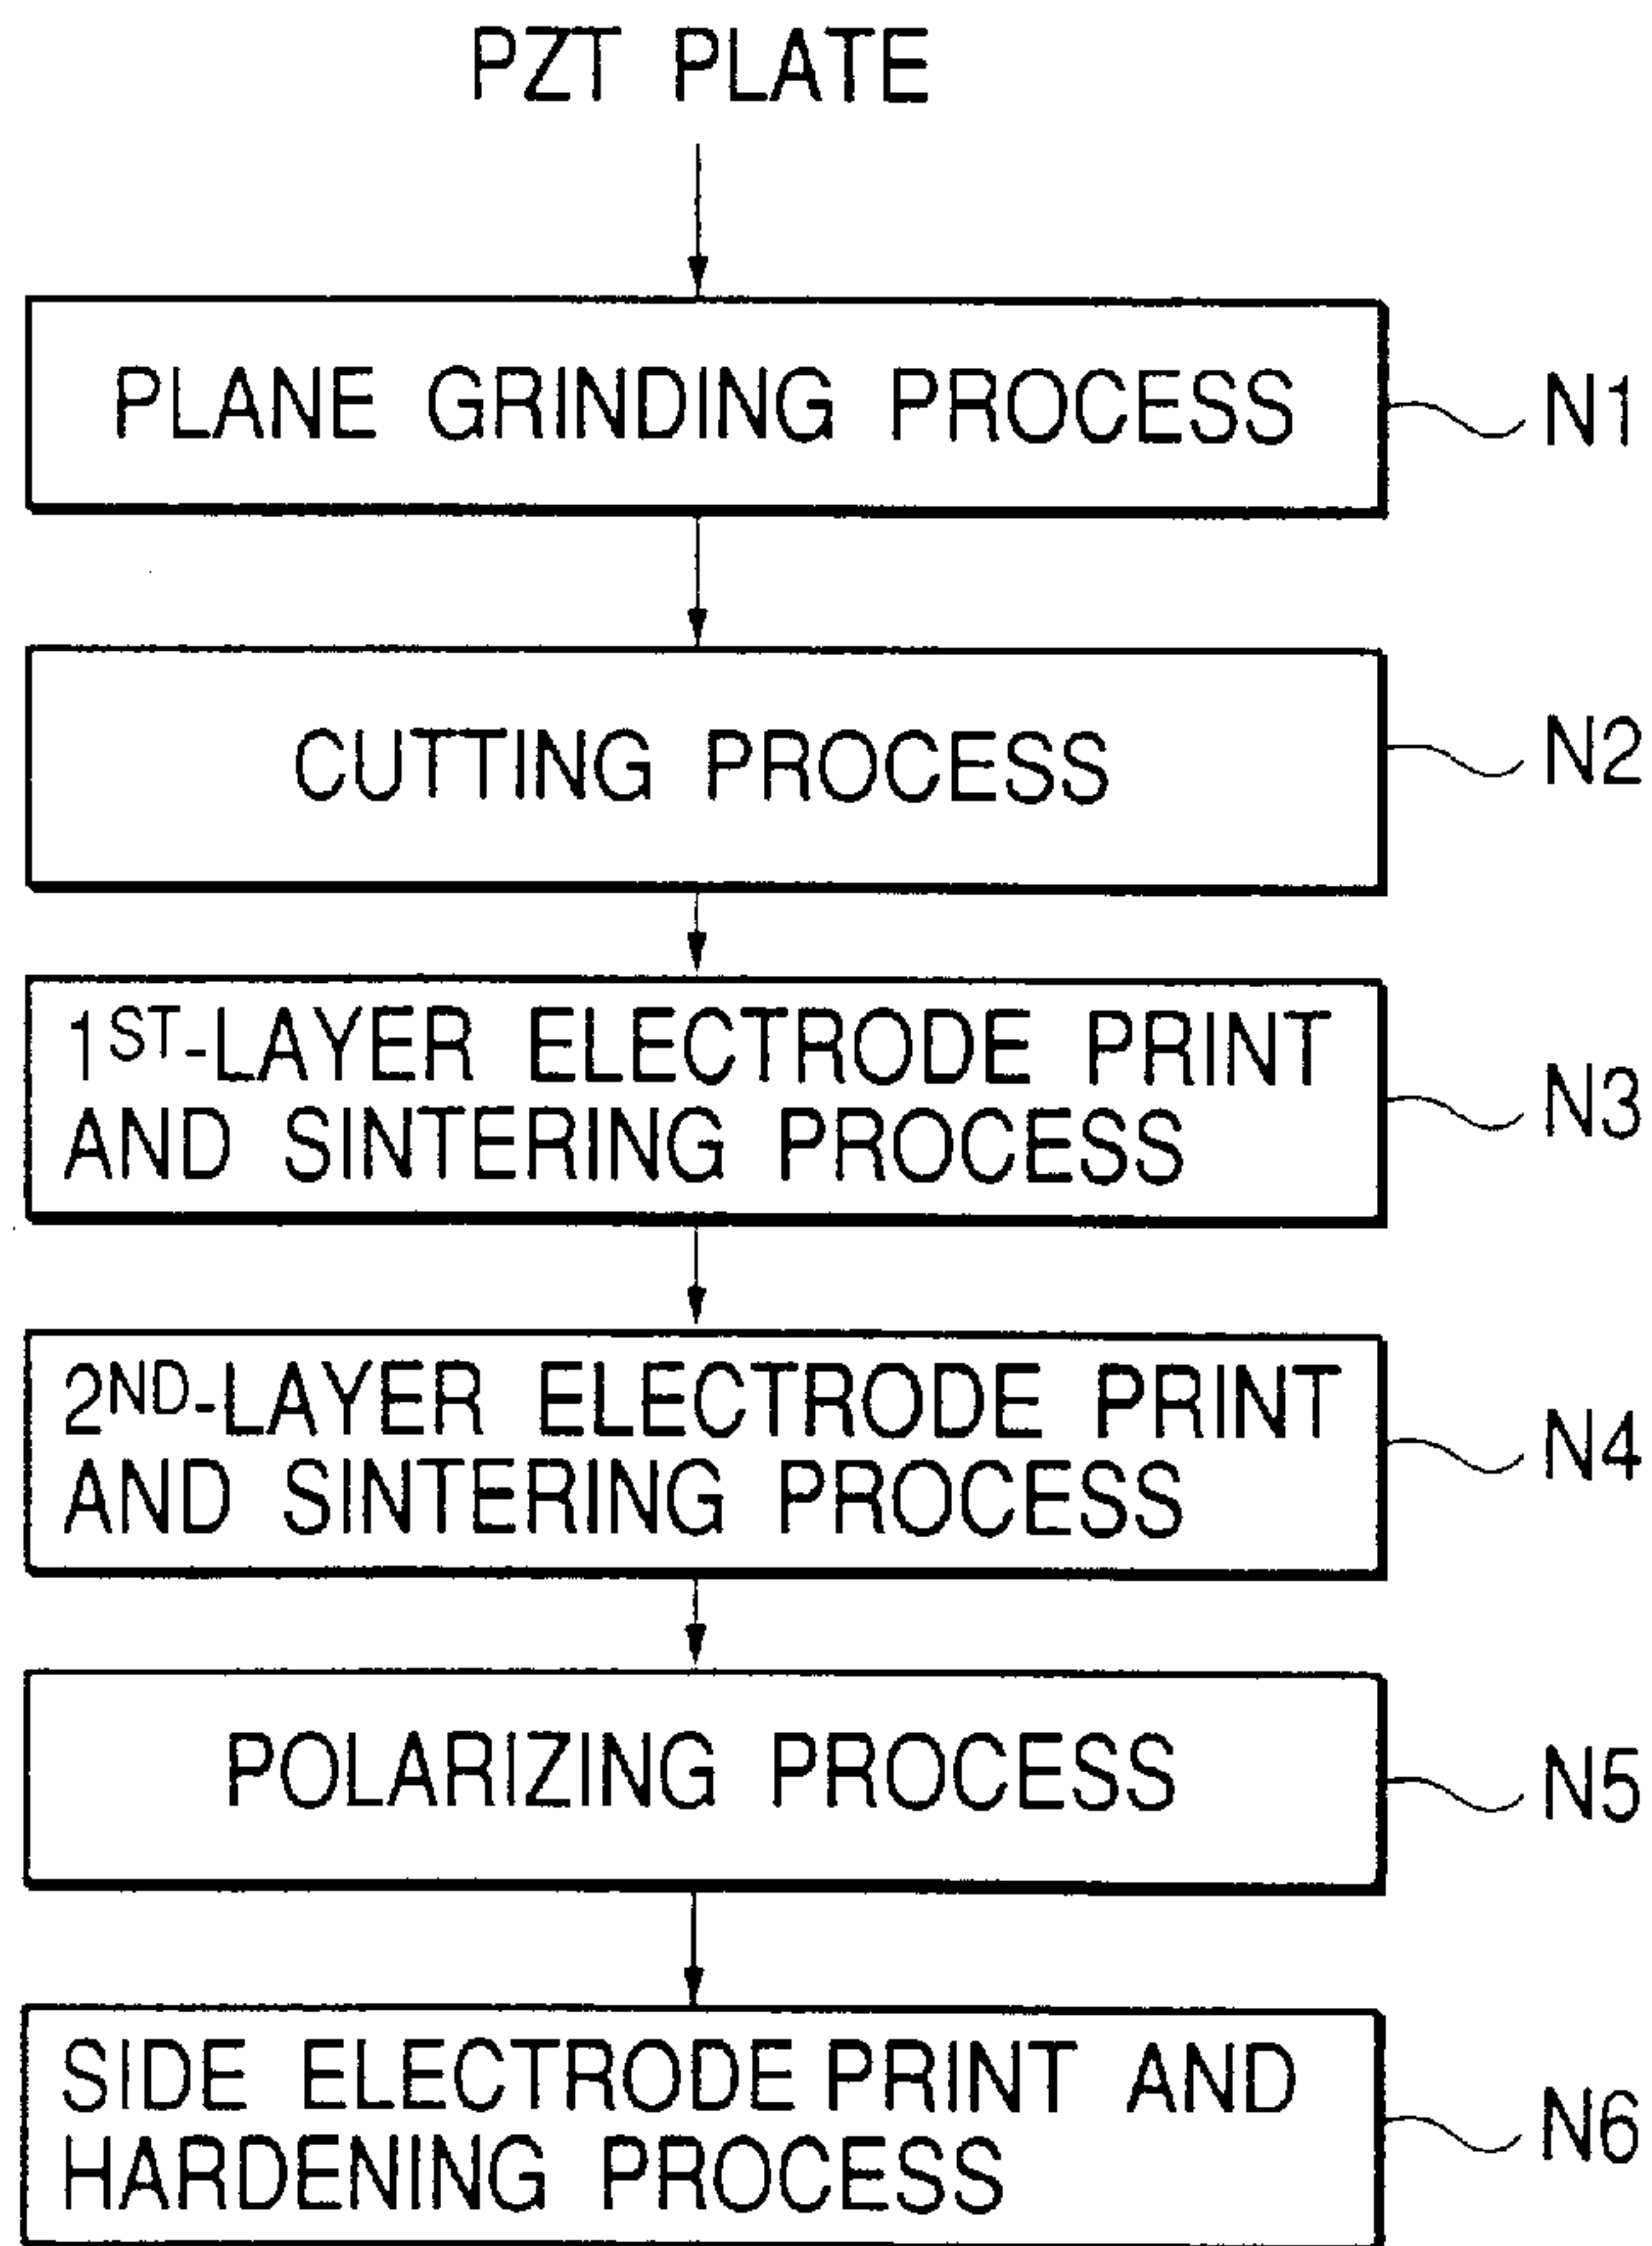 PZT PLATE
PLANE GRINDING PROCESS
N1
CUTTING PROCESS
N2
1ST-LAYER ELECTRODE PRINT
AND SINTERING PROCESS
N3
2ND-LAYER ELECTRODE PRINT
AND SINTERING PROCESS
N4
POLARIZING PROCESS
N5
SIDE ELECTRODE PRINT AND
HARDENING PROCESS
N6